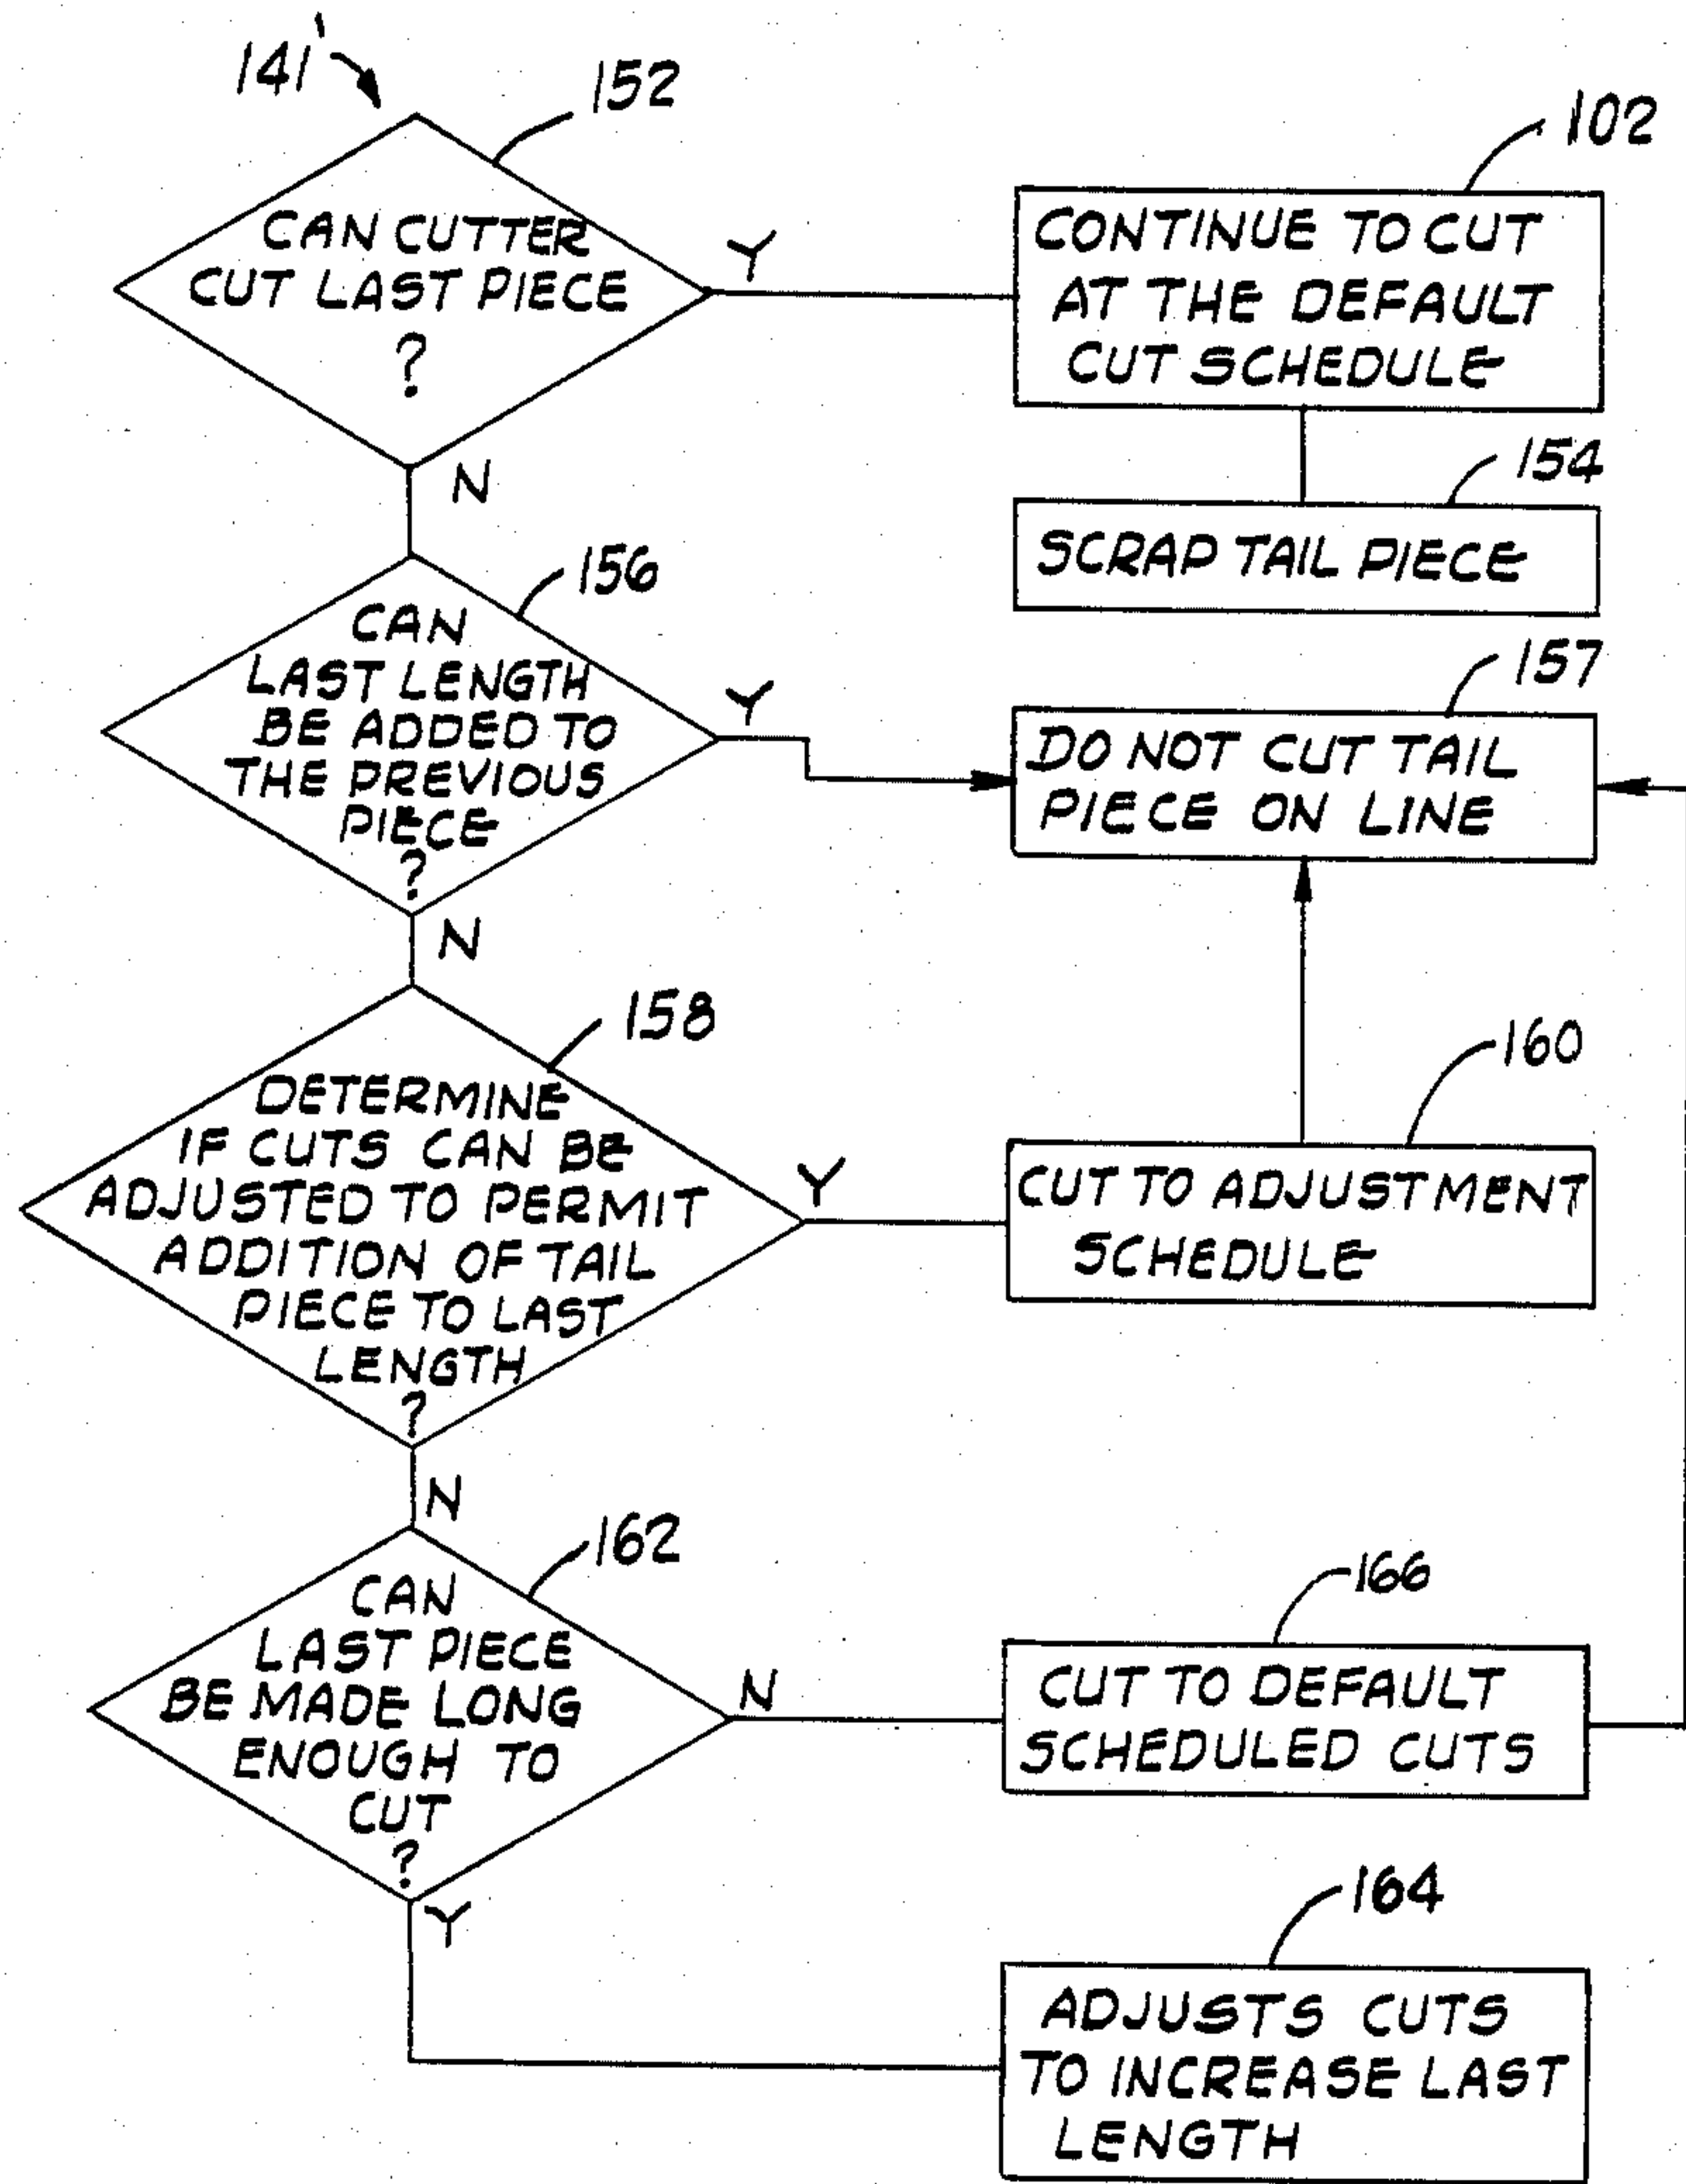 141'
152
CAN CUTTER
CUT LAST PIECE
?
Y
N
102
CONTINUE TO CUT
AT THE DEFAULT
CUT SCHEDULE
154
SCRAP TAIL PIECE
156
CAN
LAST LENGTH
BE ADDED TO
THE PREVIOUS
PIECE
?
Y
N
157
DO NOT CUT TAIL
PIECE ON LINE
158
DETERMINE
IF CUTS CAN BE
ADJUSTED TO PERMIT
ADDITION OF TAIL
PIECE TO LAST
LENGTH
?
Y
N
160
CUT TO ADJUSTMENT
SCHEDULE
162
CAN
LAST PIECE
BE MADE LONG
ENOUGH TO
CUT
?
N
Y
166
CUT TO DEFAULT
SCHEDULED CUTS
164
ADJUSTS CUTS
TO INCREASE LAST
LENGTH